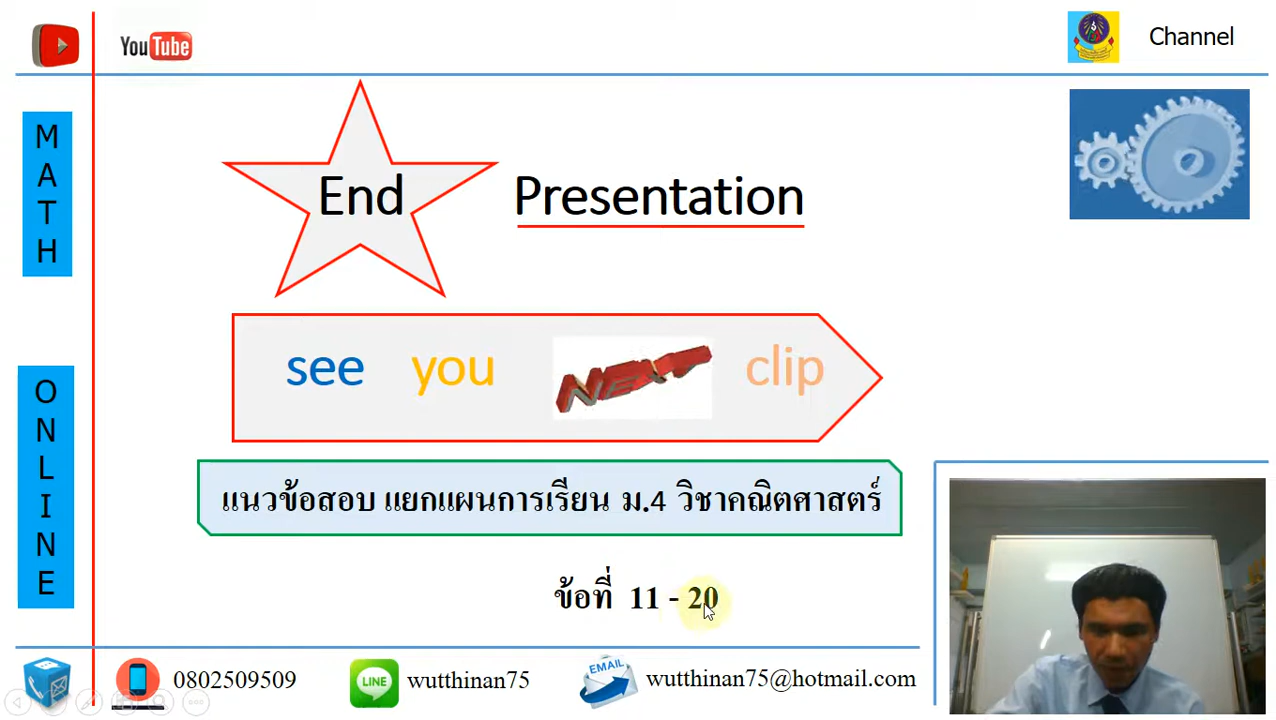 YouTube
Channel
MATH
ONLINE
End Presentation
see you NEXT clip
แนวข้อสอบ แยกแผนการเรียน ม.4 วิชาคณิตศาสตร์
ข้อที่ 11 - 20
0802509509
wutthinan75
wutthinan75@hotmail.com
LINE
EMAIL